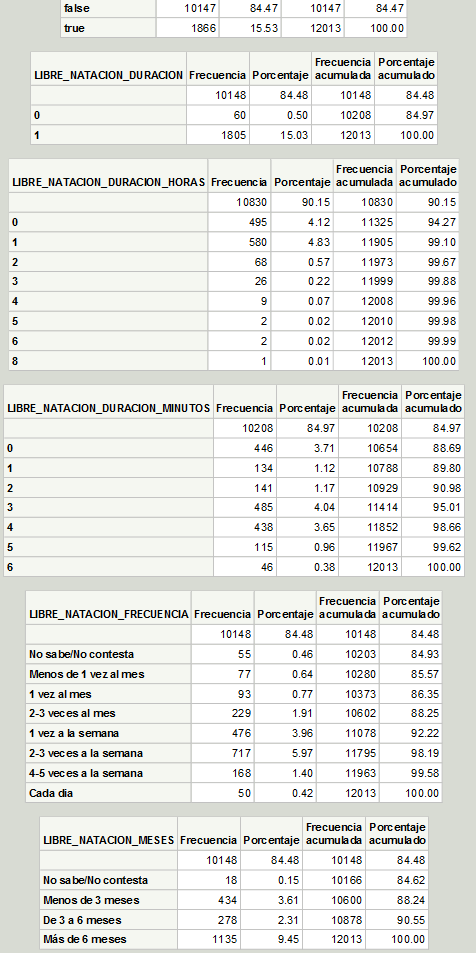 false 10147 84.47 10147 84.47
true 1866 15.53 12013 100.00
LIBRE_NATACION_DURACION Frecuencia Porcentaje Frecuencia acumulada Porcentaje acumulado
10148 84.48 10148 84.48
0 60 0.50 10208 84.97
1 1805 15.03 12013 100.00
LIBRE_NATACION_DURACION_HORAS Frecuencia Porcentaje Frecuencia acumulada Porcentaje acumulado
10830 90.15 10830 90.15
0 495 4.12 11325 94.27
1 580 4.83 11905 99.10
2 68 0.57 11973 99.67
3 26 0.22 11999 99.88
4 9 0.07 12008 99.96
5 2 0.02 12010 99.98
6 2 0.02 12012 99.99
8 1 0.01 12013 100.00
LIBRE_NATACION_DURACION_MINUTOS Frecuencia Porcentaje Frecuencia acumulada Porcentaje acumulado
10208 84.97 10208 84.97
0 446 3.71 10654 88.69
1 134 1.12 10788 89.80
2 141 1.17 10929 90.98
3 485 4.04 11414 95.01
4 438 3.65 11852 98.66
5 115 0.96 11967 99.62
6 46 0.38 12013 100.00
LIBRE_NATACION_FRECUENCIA Frecuencia Porcentaje Frecuencia acumulada Porcentaje acumulado
10148 84.48 10148 84.48
No sabe/No contesta 55 0.46 10203 84.93
Menos de 1 vez al mes 77 0.64 10280 85.57
1 vez al mes 93 0.77 10373 86.35
2-3 veces al mes 229 1.91 10602 88.25
1 vez a la semana 476 3.96 11078 92.22
2-3 veces a la semana 717 5.97 11795 98.19
4-5 veces a la semana 168 1.40 11963 99.58
Cada día 50 0.42 12013 100.00
LIBRE_NATACION_MESES Frecuencia Porcentaje Frecuencia acumulada Porcentaje acumulado
10148 84.48 10148 84.48
No sabe/No contesta 18 0.15 10166 84.62
Menos de 3 meses 434 3.61 10600 88.24
De 3 a 6 meses 278 2.31 10878 90.55
Más de 6 meses 1135 9.45 12013 100.00